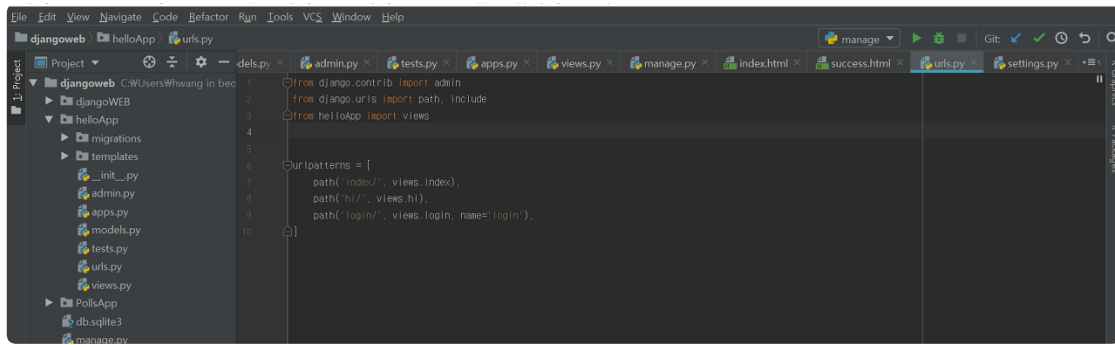 File Edit View Navigate Code Refactor Run Tools VCS Window Help
djangoweb helloApp urls.py manage Git:
Project dels.py admin.py tests.py apps.py views.py manage.py index.html success.html urls.py settings.py
1: Project
djangoweb C:₩Users₩hwang in bec
djangoWEB
helloApp
migrations
templates
__init__.py
admin.py
apps.py
models.py
tests.py
urls.py
views.py
PollsApp
db.sqlite3
manage.py
1 from django.contrib import admin
2 from django.urls import path, include
3 from helloApp import views
4
5
6 urlpatterns = [
7 path('index/', views.index),
8 path('hi/', views.hi),
9 path('login/', views.login, name='login'),
10 ]